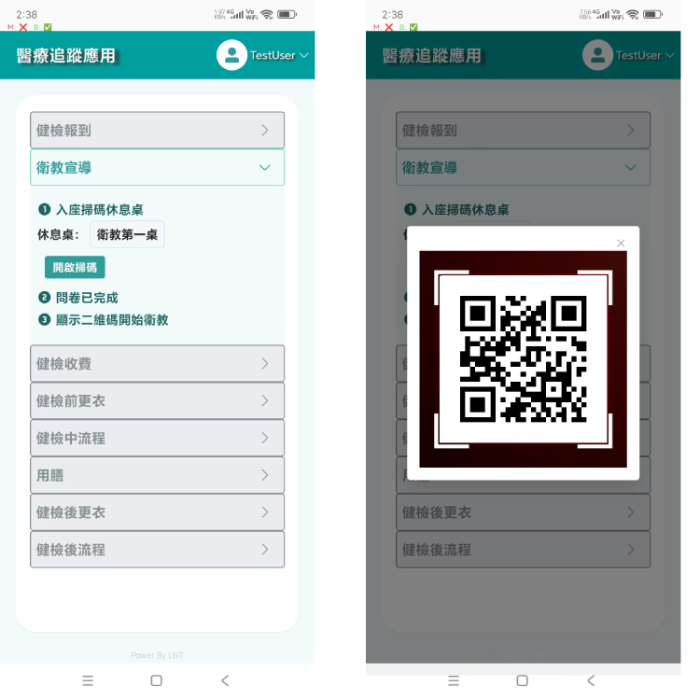 2:38
M: B:
醫療追蹤應用
TestUser
健檢報到
衛教宣導
1 入座掃碼休息桌
休息桌： 衛教第一桌
開啟掃碼
2 問卷已完成
3 顯示二維碼開始衛教
健檢收費
健檢前更衣
健檢中流程
用膳
健檢後更衣
健檢後流程
Power By LNT
2:38
M: B:
醫療追蹤應用
TestUser
健檢報到
衛教宣導
1 入座掃碼休息桌
健檢後更衣
健檢後流程